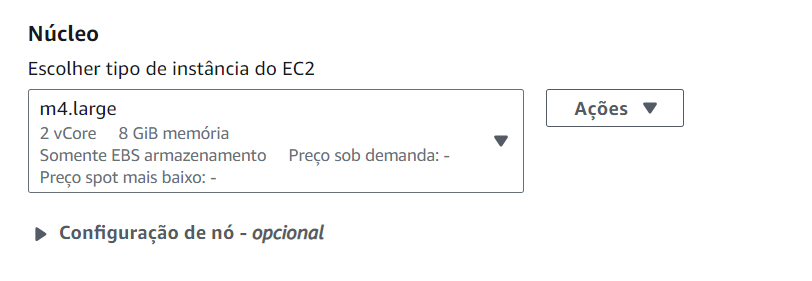 Núcleo
Escolher tipo de instância do EC2
m4.large
2 vCore 8 GiB memória
Somente EBS armazenamento Preço sob demanda: -
Preço spot mais baixo: -
Ações
Configuração de nó - opcional